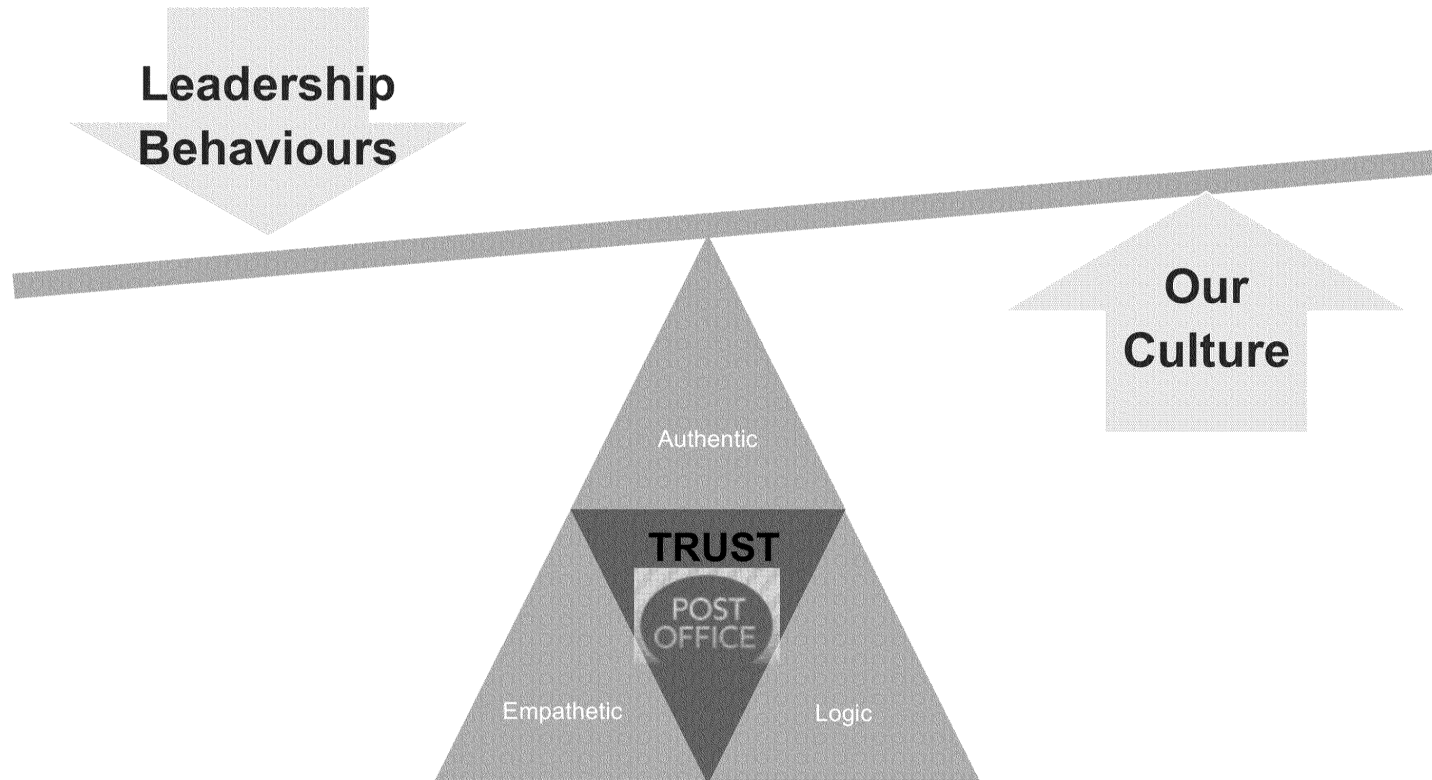 Leadership
Behaviours
Our
Culture
Authentic
TRUST
POST
OFFICE
Empathetic
Logic